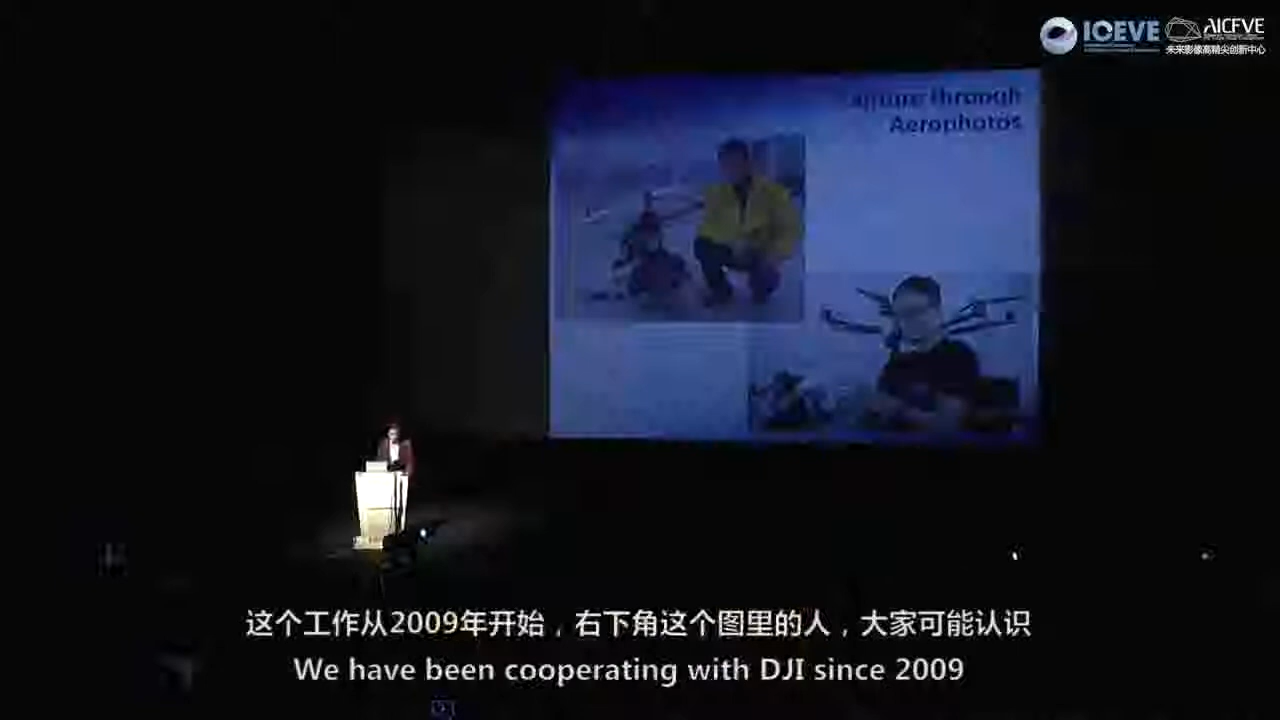 ICEVE
AICFVE
未来影像高精尖创新中心
through
Aerophotos
这个工作从2009年开始，右下角这个图里的人，大家可能认识
We have been cooperating with DJI since 2009